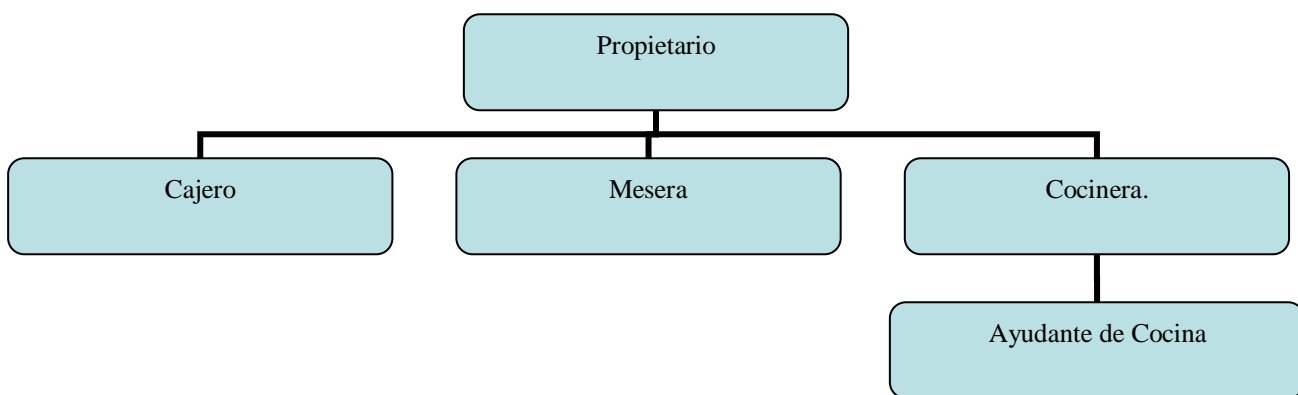 Propietario
Cajero
Mesera
Cocinera.
Ayudante de Cocina